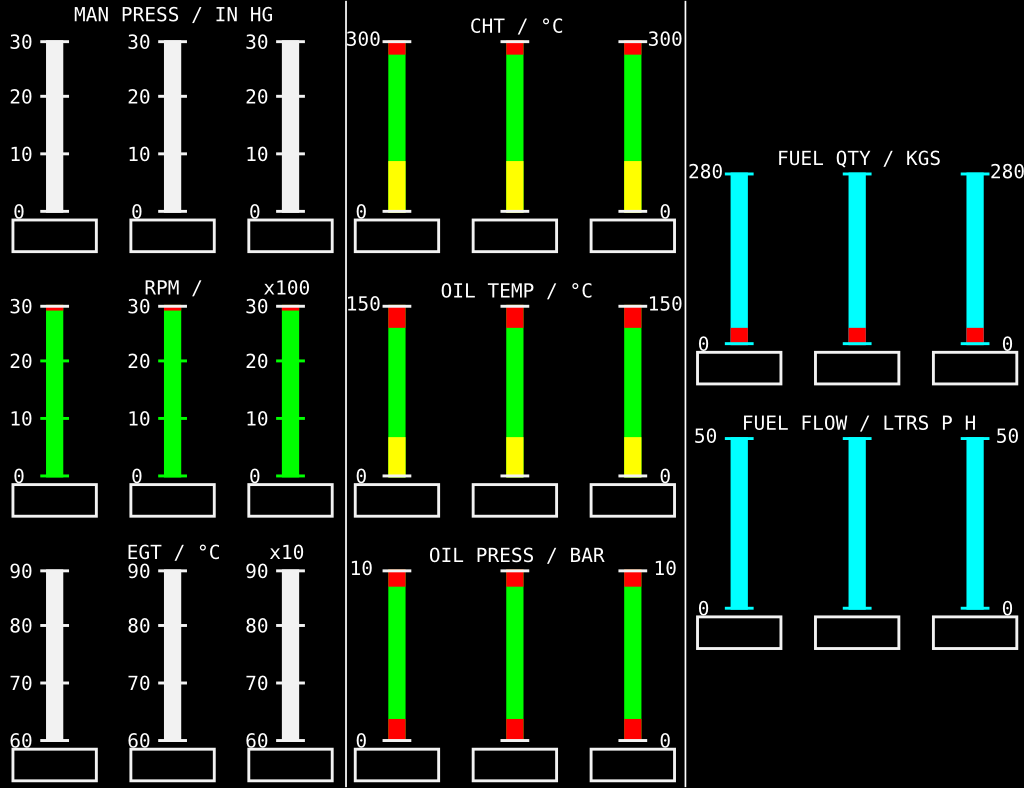 MAN PRESS / IN HG
30 30 30
20 20 20
10 10 10
0 0 0
RPM / x100
30 30 30
20 20 20
10 10 10
0 0 0
EGT / °C x10
90 90 90
80 80 80
70 70 70
60 60 60
CHT / °C
300 300
0 0
OIL TEMP / °C
150 150
0 0
OIL PRESS / BAR
10 10
0 0
FUEL QTY / KGS
280 280
0 0
FUEL FLOW / LTRS P H
50 50
0 0